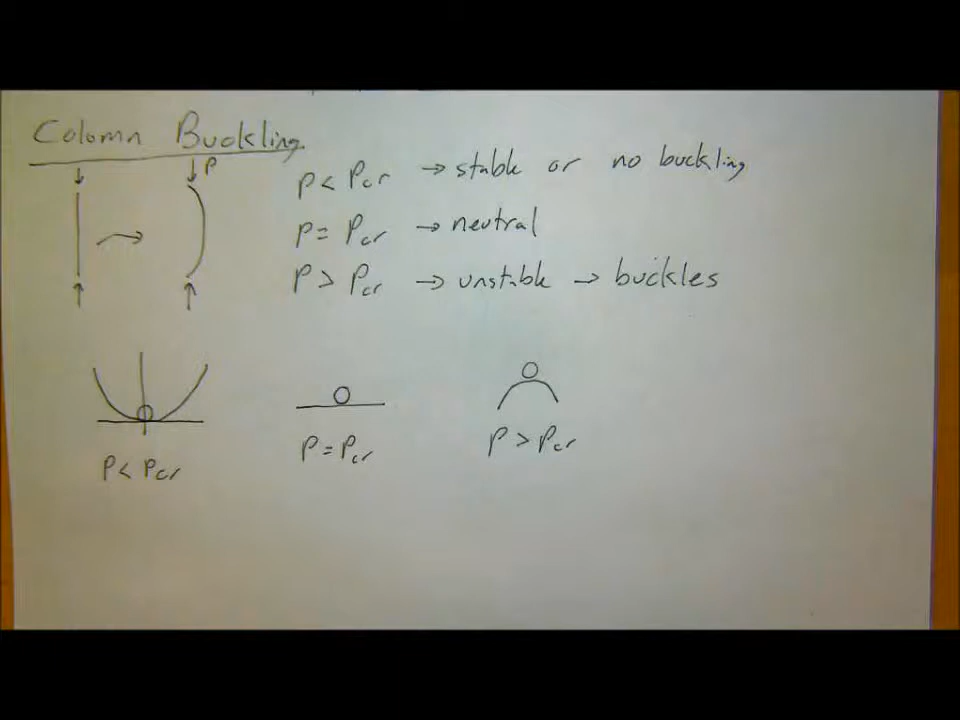 Column Buckling
P
P < Pcr → stable or no buckling
P = Pcr → neutral
P > Pcr → unstable → buckles
P < Pcr
P = Pcr
P > Pcr